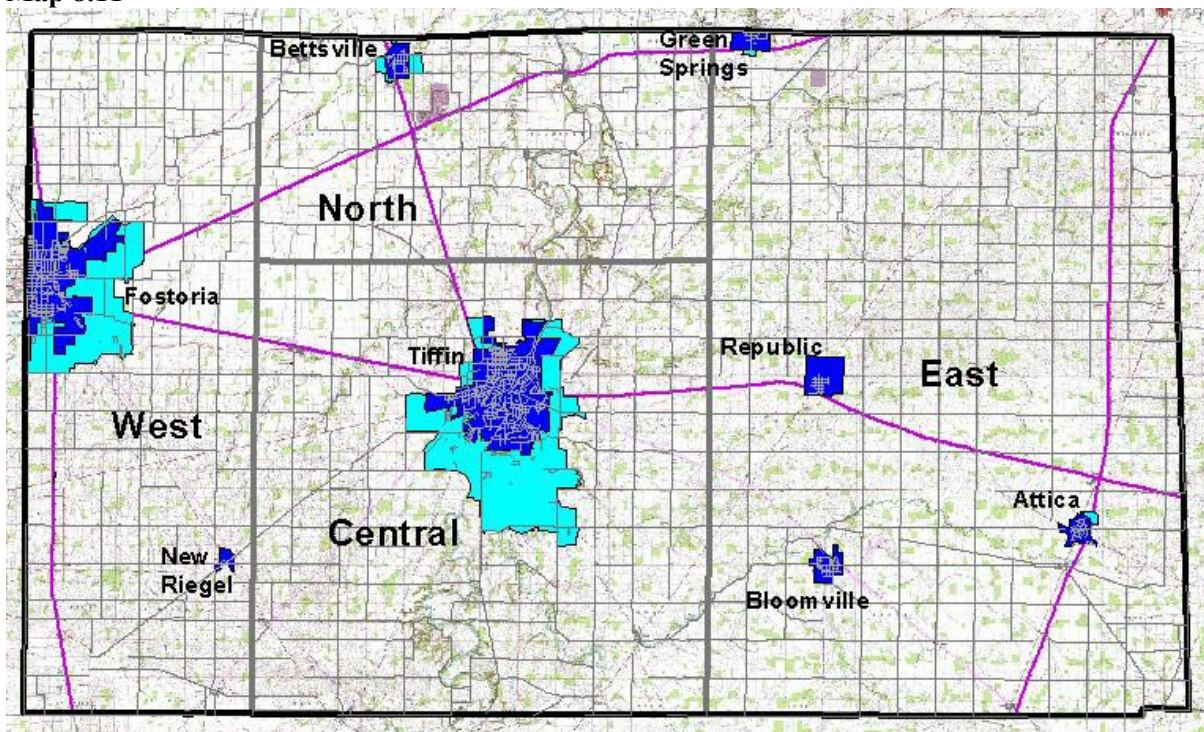 Bettsville
Green
Springs
North
Fostoria
Tiffin
Republic
East
West
Attica
Central
New
Riegel
Bloomville